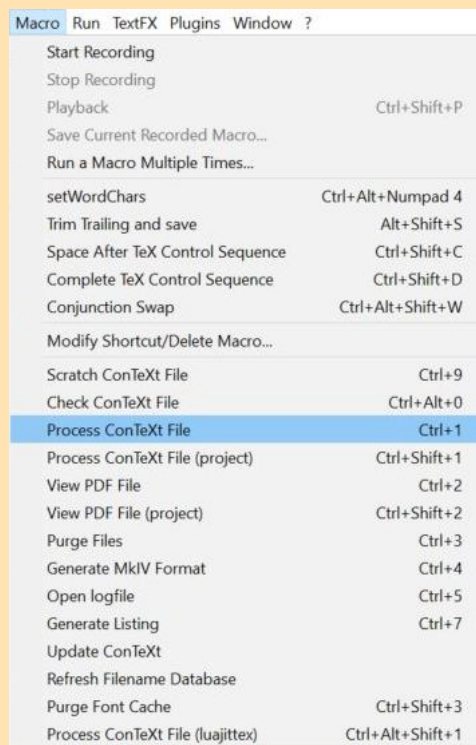 Macro Run TextFX Plugins Window ?
Start Recording
Stop Recording
Playback Ctrl+Shift+P
Save Current Recorded Macro...
Run a Macro Multiple Times...
setWordChars Ctrl+Alt+Numpad 4
Trim Trailing and save Alt+Shift+S
Space After TeX Control Sequence Ctrl+Shift+C
Complete TeX Control Sequence Ctrl+Shift+D
Conjunction Swap Ctrl+Alt+Shift+W
Modify Shortcut/Delete Macro...
Scratch ConTeXt File Ctrl+9
Check ConTeXt File Ctrl+Alt+0
Process ConTeXt File Ctrl+1
Process ConTeXt File (project) Ctrl+Shift+1
View PDF File Ctrl+2
View PDF File (project) Ctrl+Shift+2
Purge Files Ctrl+3
Generate MkIV Format Ctrl+4
Open logfile Ctrl+5
Generate Listing Ctrl+7
Update ConTeXt
Refresh Filename Database
Purge Font Cache Ctrl+Shift+3
Process ConTeXt File (luajittex) Ctrl+Alt+Shift+1